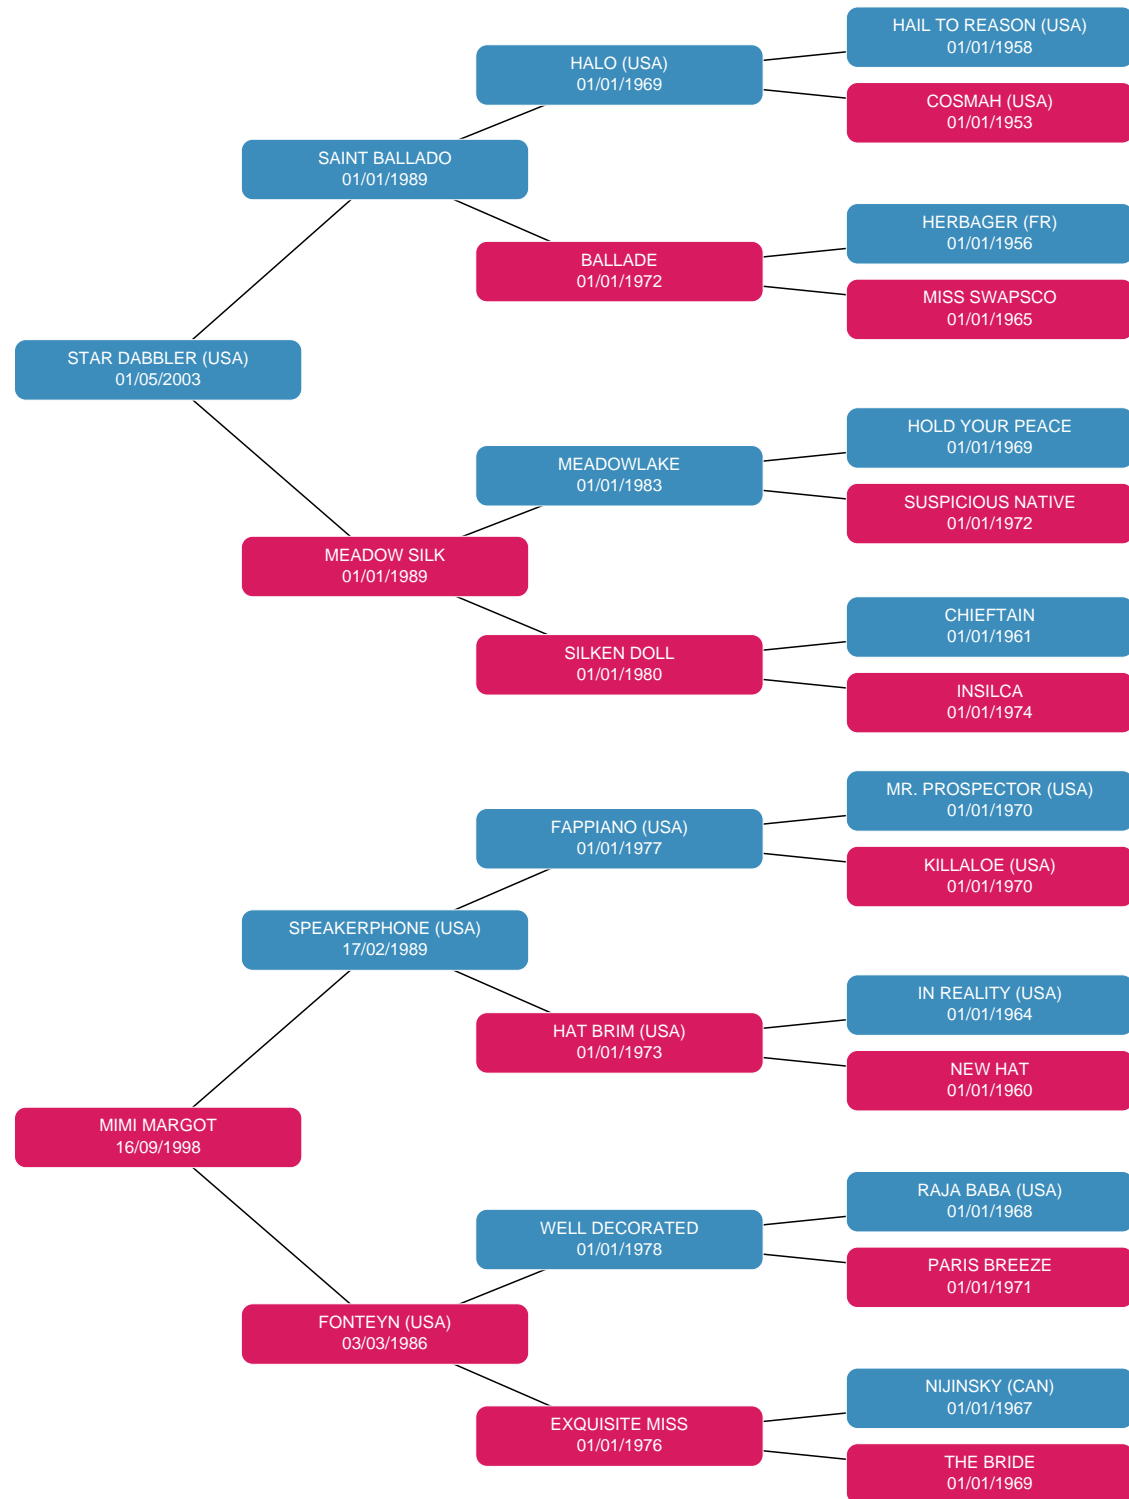 HAIL TO REASON (USA)
01/01/1958
HALO (USA)
01/01/1969
COSMAH (USA)
01/01/1953
SAINT BALLADO
01/01/1989
HERBAGER (FR)
01/01/1956
BALLADE
01/01/1972
MISS SWAPSCO
01/01/1965
STAR DABBLER (USA)
01/05/2003
HOLD YOUR PEACE
01/01/1969
MEADOWLAKE
01/01/1983
SUSPICIOUS NATIVE
01/01/1972
MEADOW SILK
01/01/1989
CHIEFTAIN
01/01/1961
SILKEN DOLL
01/01/1980
INSILCA
01/01/1974
MR. PROSPECTOR (USA)
01/01/1970
FAPPIANO (USA)
01/01/1977
KILLALOE (USA)
01/01/1970
SPEAKERPHONE (USA)
17/02/1989
IN REALITY (USA)
01/01/1964
HAT BRIM (USA)
01/01/1973
NEW HAT
01/01/1960
MIMI MARGOT
16/09/1998
RAJA BABA (USA)
01/01/1968
WELL DECORATED
01/01/1978
PARIS BREEZE
01/01/1971
FONTEYN (USA)
03/03/1986
NIJINSKY (CAN)
01/01/1967
EXQUISITE MISS
01/01/1976
THE BRIDE
01/01/1969